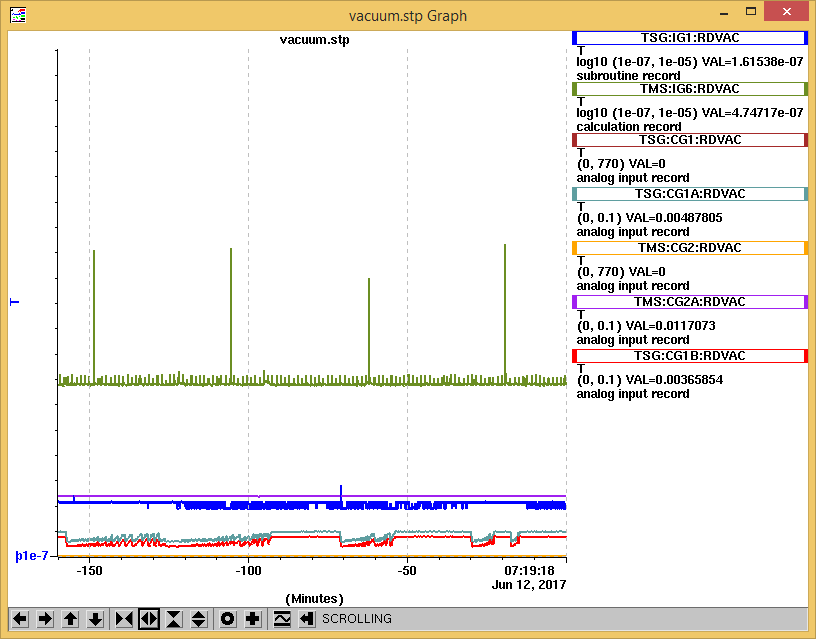 vacuum.stp Graph
vacuum.stp
T
þ1e-7
-150
-100
-50
07:19:18
Jun 12, 2017
(Minutes)
TSG:IG1:RDVAC
T
log10 (1e-07, 1e-05) VAL=1.61538e-07
subroutine record
TMS:IG6:RDVAC
T
log10 (1e-07, 1e-05) VAL=4.74717e-07
calculation record
TSG:CG1:RDVAC
T
(0, 770) VAL=0
analog input record
TSG:CG1A:RDVAC
T
(0, 0.1) VAL=0.00487805
analog input record
TMS:CG2:RDVAC
T
(0, 770) VAL=0
analog input record
TMS:CG2A:RDVAC
T
(0, 0.1) VAL=0.0117073
analog input record
TSG:CG1B:RDVAC
T
(0, 0.1) VAL=0.00365854
analog input record
SCROLLING